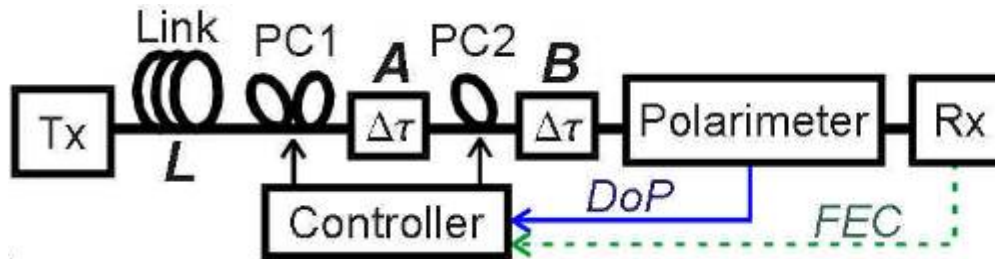 Link PC1 PC2
A B
Tx Δτ Δτ Polarimeter Rx
L
Controller DoP
FEC